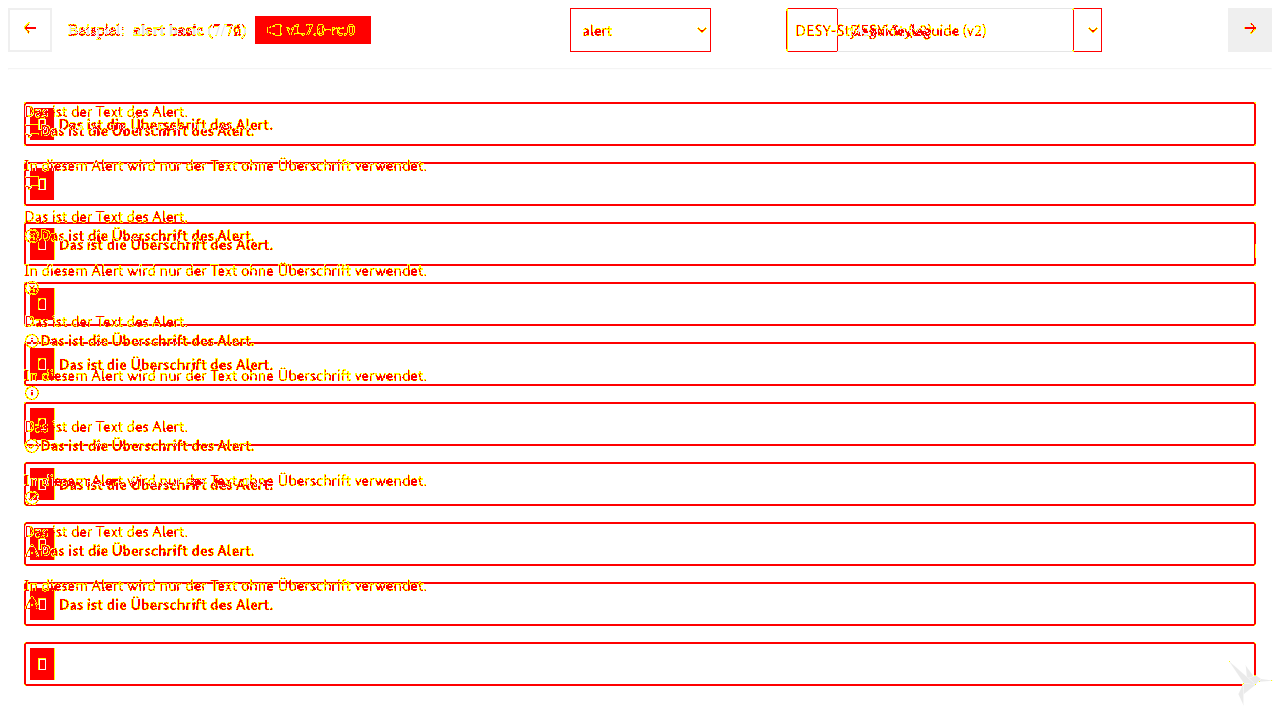 Beispiel: alert basic v1.7.0-rc.0 alert DESY-Styleguide (v2)
Das ist der Text des Alert.
Das ist die Überschrift des Alert.
Das ist die Überschrift des Alert.
In diesem Alert wird nur der Text ohne Überschrift verwendet.
Das ist der Text des Alert.
Das ist die Überschrift des Alert.
Das ist die Überschrift des Alert.
In diesem Alert wird nur der Text ohne Überschrift verwendet.
Das ist der Text des Alert.
Das ist die Überschrift des Alert.
Das ist die Überschrift des Alert.
In diesem Alert wird nur der Text ohne Überschrift verwendet.
Das ist der Text des Alert.
Das ist die Überschrift des Alert.
In diesem Alert wird nur der Text ohne Überschrift verwendet.
Das ist die Überschrift des Alert.
Das ist der Text des Alert.
Das ist die Überschrift des Alert.
In diesem Alert wird nur der Text ohne Überschrift verwendet.
Das ist die Überschrift des Alert.